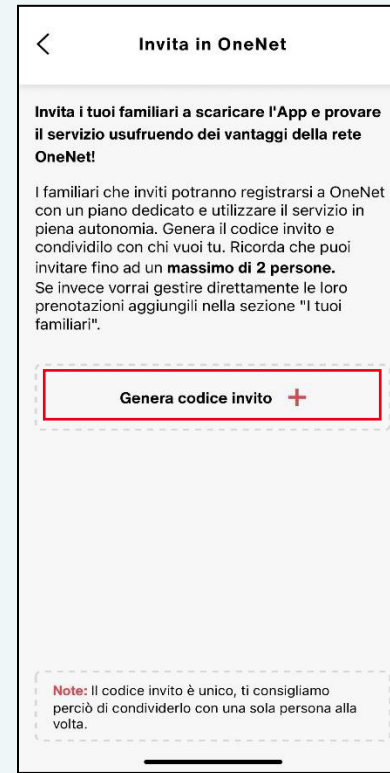 Invita in OneNet
Invita i tuoi familiari a scaricare l'App e provare
il servizio usufruendo dei vantaggi della rete
OneNet!
I familiari che inviti potranno registrarsi a OneNet
con un piano dedicato e utilizzare il servizio in
piena autonomia. Genera il codice invito e
condividilo con chi vuoi tu. Ricorda che puoi
invitare fino ad un massimo di 2 persone.
Se invece vorrai gestire direttamente le loro
prenotazioni aggiungili nella sezione "I tuoi
familiari".
Genera codice invito +
Note: Il codice invito è unico, ti consigliamo
perciò di condividerlo con una sola persona alla
volta.